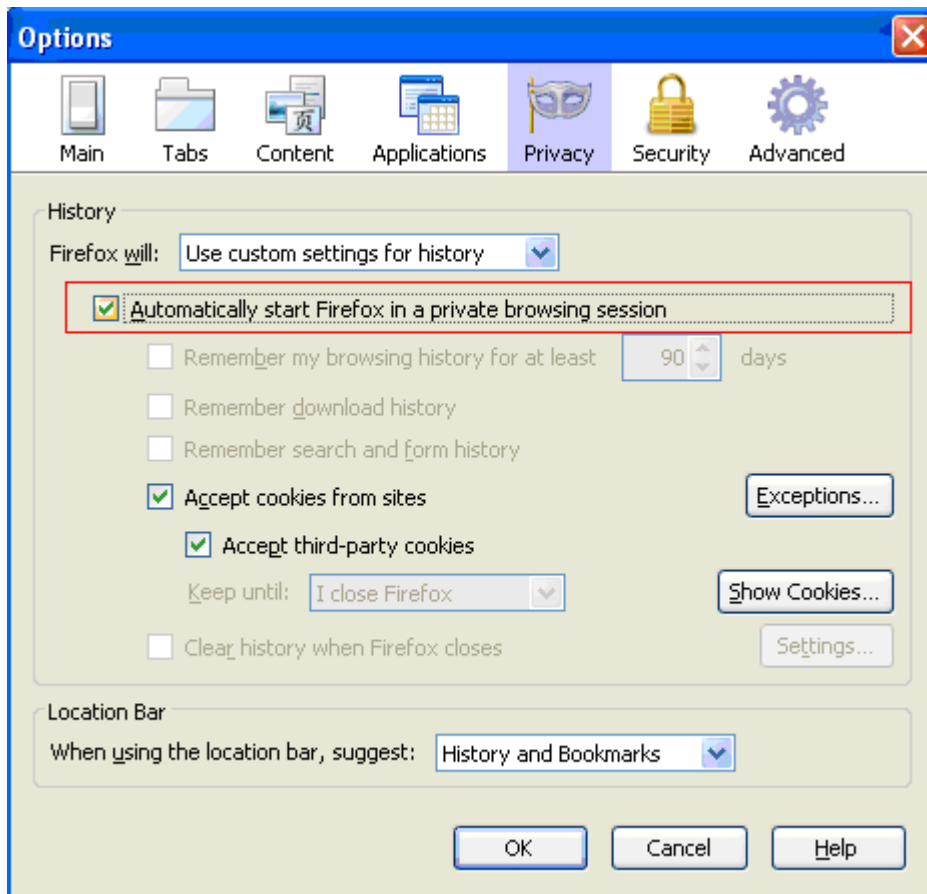 Options
Main Tabs Content Applications Privacy Security Advanced
页
History
Firefox will: Use custom settings for history
Automatically start Firefox in a private browsing session
Remember my browsing history for at least 90 days
Remember download history
Remember search and form history
Accept cookies from sites Exceptions...
Accept third-party cookies
Keep until: I close Firefox Show Cookies...
Clear history when Firefox closes Settings...
Location Bar
When using the location bar, suggest: History and Bookmarks
OK Cancel Help